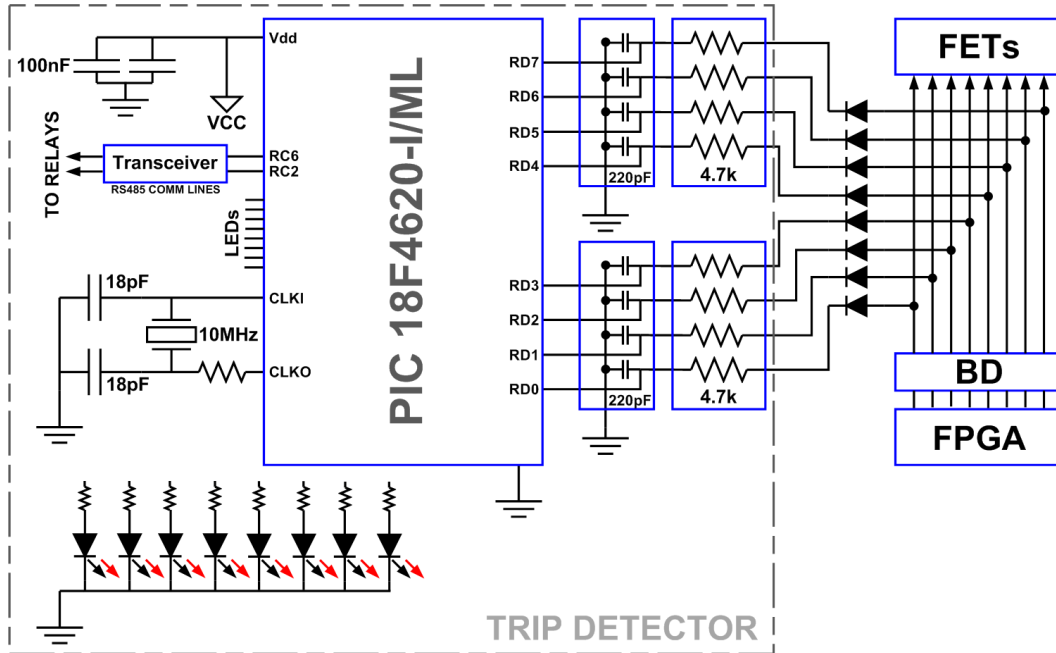 Vdd
100nF
VCC
TO RELAYS
Transceiver
RS485 COMM LINES
RC6
RC2
LEDs
18pF
CLKI
10MHz
18pF
CLKO
PIC 18F4620-I/ML
RD7
RD6
RD5
RD4
220pF
4.7k
RD3
RD2
RD1
RD0
220pF
4.7k
FETs
BD
FPGA
TRIP DETECTOR